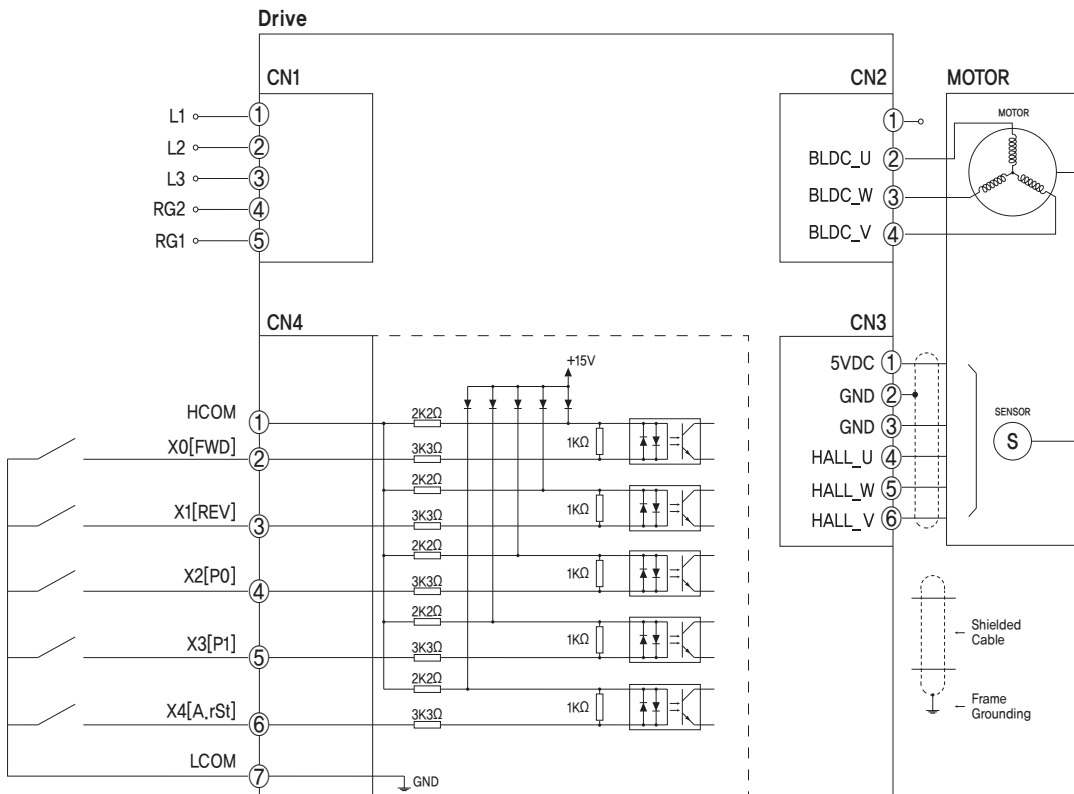 Drive
CN1
L1 1
L2 2
L3 3
RG2 4
RG1 5
CN2
1
BLDC_U 2
BLDC_W 3
BLDC_V 4
MOTOR
MOTOR
CN4
+15V
HCOM 1
2K2Ω
1KΩ
X0[FWD] 2
3K3Ω
2K2Ω
1KΩ
X1[REV] 3
3K3Ω
2K2Ω
1KΩ
X2[P0] 4
3K3Ω
2K2Ω
1KΩ
X3[P1] 5
3K3Ω
2K2Ω
1KΩ
X4[A.rSt] 6
3K3Ω
LCOM 7
GND
CN3
5VDC 1
GND 2
GND 3
HALL_U 4
HALL_W 5
HALL_V 6
SENSOR
S
Shielded
Cable
Frame
Grounding